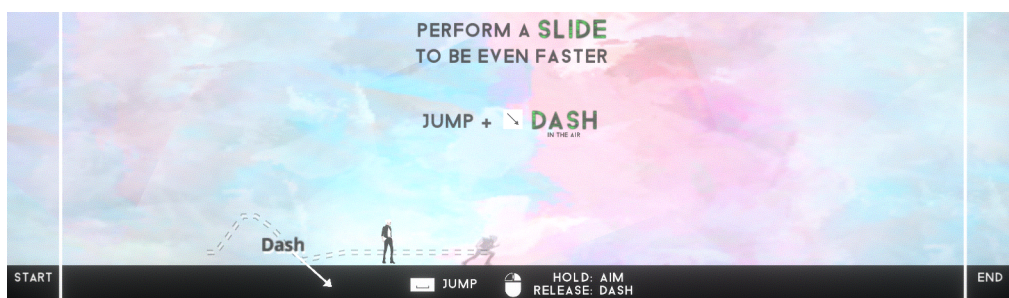 PERFORM A SLIDE
TO BE EVEN FASTER
JUMP + DASH
IN THE AIR
Dash
START
JUMP
HOLD: AIM
RELEASE: DASH
END